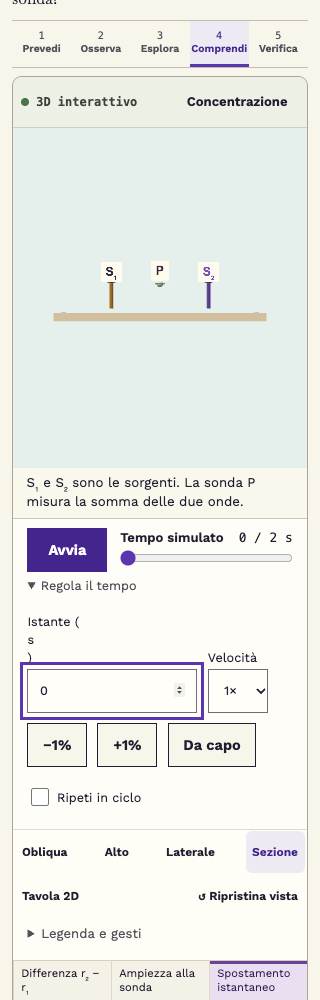 sonda?
1 2 3 4 5
Prevedi Osserva Esplora Comprendi Verifica
3D interattivo Concentrazione
S₁ P S₂
S₁ e S₂ sono le sorgenti. La sonda P
misura la somma delle due onde.
Avvia Tempo simulato 0 / 2 s
▼ Regola il tempo
Istante (
s
) Velocità
0 1×
−1% +1% Da capo
Ripeti in ciclo
Obliqua Alto Laterale Sezione
Tavola 2D ↺ Ripristina vista
▶ Legenda e gesti
Differenza r₂ − Ampiezza alla Spostamento
r₁ sonda istantaneo